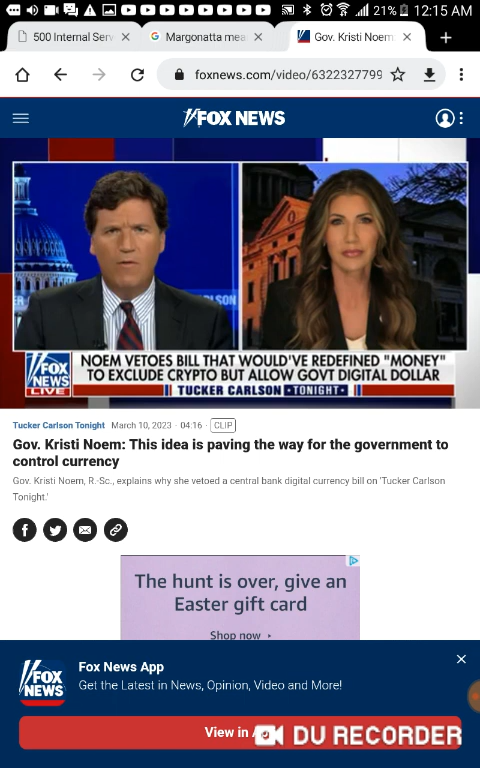 21% 12:15 AM
500 Internal Serv
Margonatta mea
Gov. Kristi Noem:
foxnews.com/video/6322327799
FOX NEWS
NOEM VETOES BILL THAT WOULD'VE REDEFINED "MONEY"
TO EXCLUDE CRYPTO BUT ALLOW GOVT DIGITAL DOLLAR
FOX
NEWS
LIVE
TUCKER CARLSON TONIGHT
Tucker Carlson Tonight March 10, 2023 · 04:16 · CLIP
Gov. Kristi Noem: This idea is paving the way for the government to
control currency
Gov. Kristi Noem, R.-Sc., explains why she vetoed a central bank digital currency bill on 'Tucker Carlson
Tonight.'
The hunt is over, give an
Easter gift card
Shop now
FOX
NEWS
Fox News App
Get the Latest in News, Opinion, Video and More!
View in
DU RECORDER